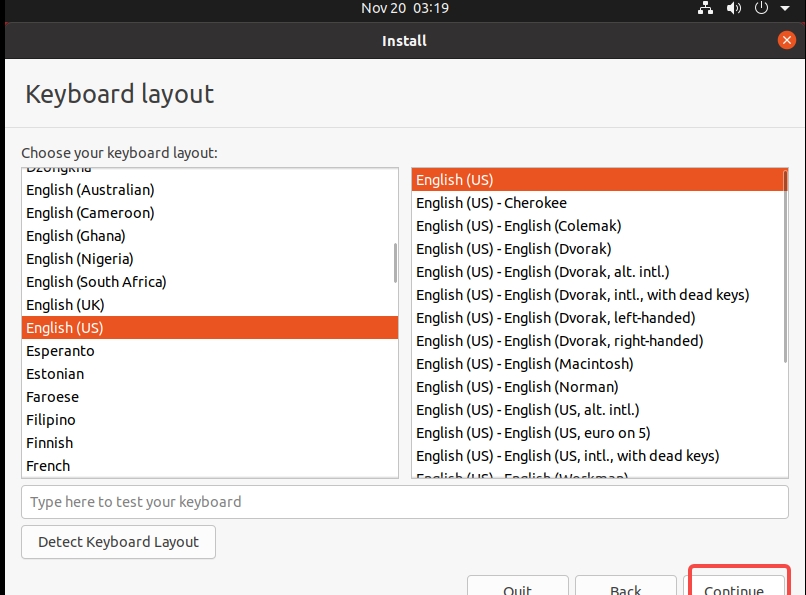 Nov 20 03:19
Install
Keyboard layout
Choose your keyboard layout:
Dzongkha
English (Australian)
English (Cameroon)
English (Ghana)
English (Nigeria)
English (South Africa)
English (UK)
English (US)
Esperanto
Estonian
Faroese
Filipino
Finnish
French
English (US)
English (US) - Cherokee
English (US) - English (Colemak)
English (US) - English (Dvorak)
English (US) - English (Dvorak, alt. intl.)
English (US) - English (Dvorak, intl., with dead keys)
English (US) - English (Dvorak, left-handed)
English (US) - English (Dvorak, right-handed)
English (US) - English (Macintosh)
English (US) - English (Norman)
English (US) - English (US, alt. intl.)
English (US) - English (US, euro on 5)
English (US) - English (US, intl., with dead keys)
English (US) - English (Workman)
Type here to test your keyboard
Detect Keyboard Layout
Quit
Back
Continue